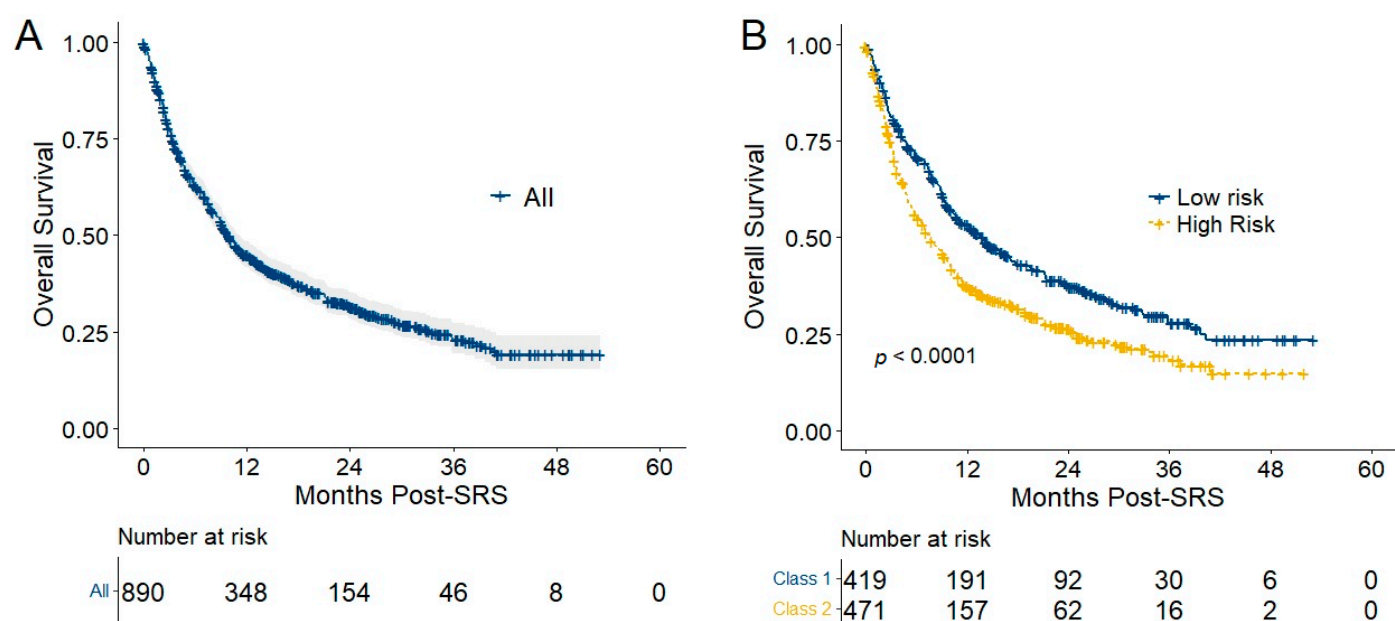 A
1.00
0.75
0.50
0.25
0.00
Overall Survival
All
0 12 24 36 48 60
Months Post-SRS
Number at risk
All 890 348 154 46 8 0
B
1.00
0.75
0.50
0.25
0.00
Overall Survival
Low risk
High Risk
p < 0.0001
0 12 24 36 48 60
Months Post-SRS
Number at risk
Class 1 419 191 92 30 6 0
Class 2 471 157 62 16 2 0